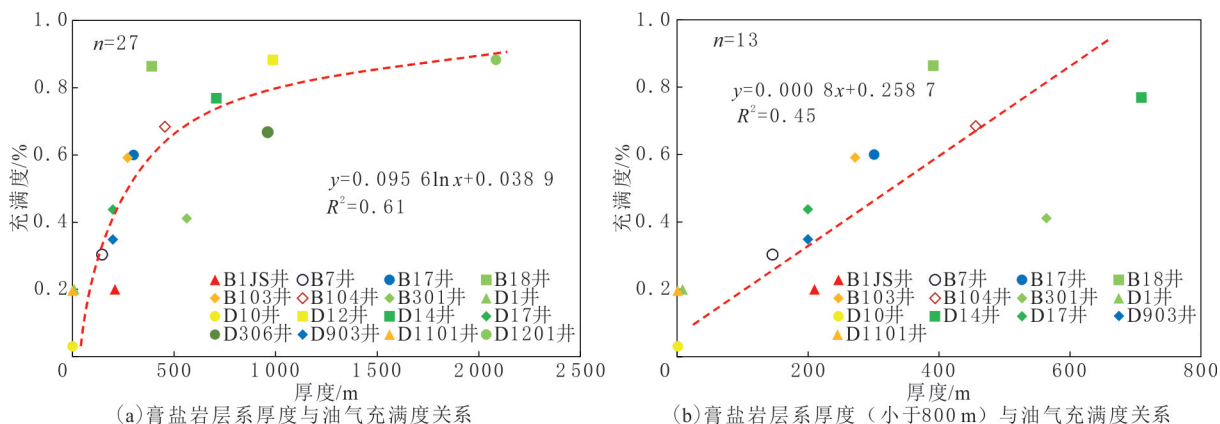 1.0
0.8
0.6
0.4
0.2
0
充满度/%
n=27
y=0.095 6lnx+0.038 9
R²=0.61
B1JS井 B7井 B17井 B18井
B103井 B104井 B301井 D1井
D10井 D12井 D14井 D17井
D306井 D903井 D1101井 D1201井
0 500 1 000 1 500 2 000 2 500
厚度/m
(a)膏盐岩层系厚度与油气充满度关系
1.0
0.8
0.6
0.4
0.2
充满度/%
n=13
y=0.000 8x+0.258 7
R²=0.45
B1JS井 B7井 B17井 B18井
B103井 B104井 B301井 D1井
D10井 D14井 D17井 D903井
D1101井
0 200 400 600 800
厚度/m
(b)膏盐岩层系厚度（小于800 m）与油气充满度关系